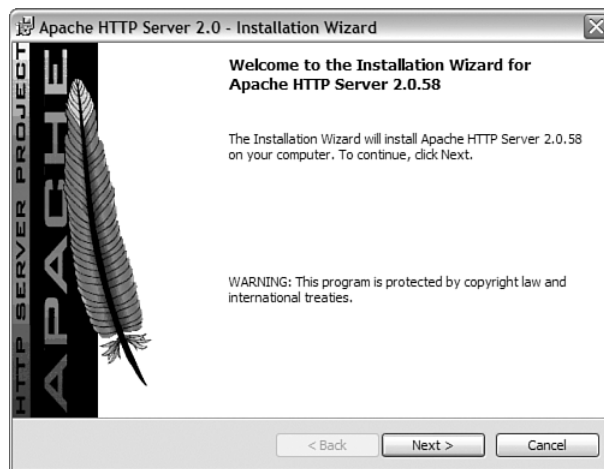 Apache HTTP Server 2.0 - Installation Wizard
HTTP SERVER PROJECT
APACHE
Welcome to the Installation Wizard for
Apache HTTP Server 2.0.58
The Installation Wizard will install Apache HTTP Server 2.0.58
on your computer. To continue, click Next.
WARNING: This program is protected by copyright law and
international treaties.
< Back
Next >
Cancel